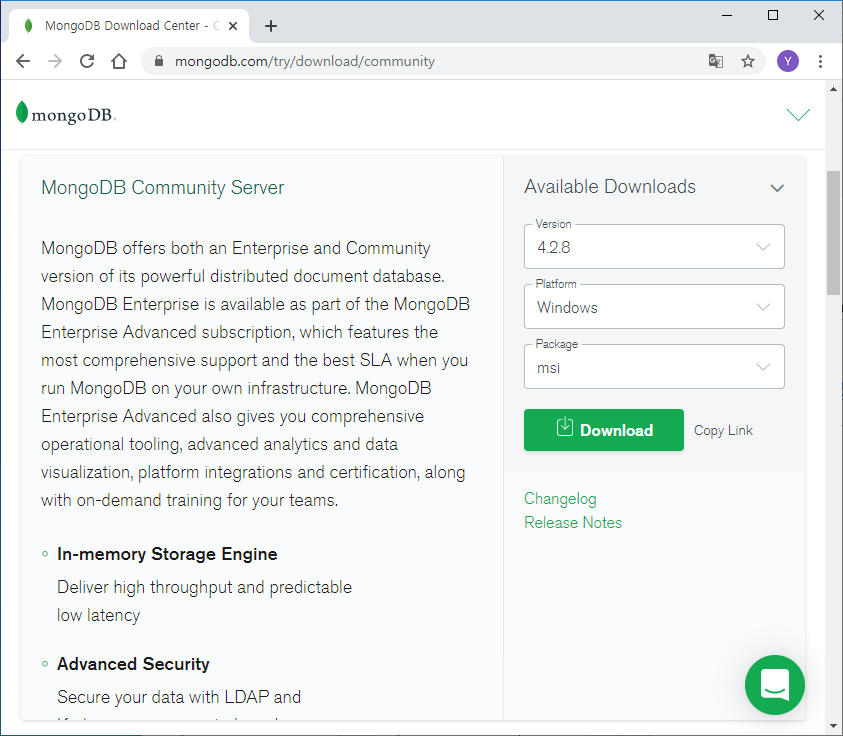 MongoDB Download Center -
mongodb.com/try/download/community
Y
mongoDB.
MongoDB Community Server
MongoDB offers both an Enterprise and Community
version of its powerful distributed document database.
MongoDB Enterprise is available as part of the MongoDB
Enterprise Advanced subscription, which features the
most comprehensive support and the best SLA when you
run MongoDB on your own infrastructure. MongoDB
Enterprise Advanced also gives you comprehensive
operational tooling, advanced analytics and data
visualization, platform integrations and certification, along
with on-demand training for your teams.
In-memory Storage Engine
Deliver high throughput and predictable
low latency
Advanced Security
Secure your data with LDAP and
Available Downloads
Version
4.2.8
Platform
Windows
Package
msi
Download
Copy Link
Changelog
Release Notes